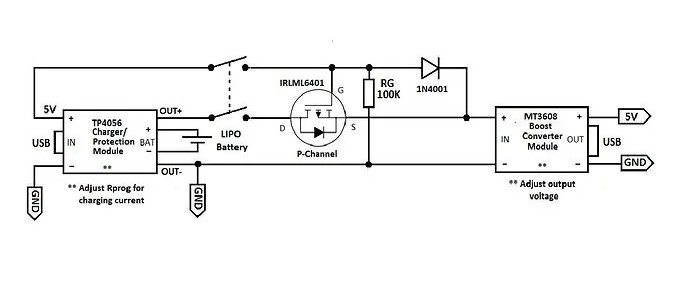 IRLML6401
G
RG
100K
1N4001
5V
OUT+
D
S
TP4056
Charger/
Protection
Module
**
USB
IN
+
-
+
BAT
-
LIPO
Battery
P-Channel
OUT-
** Adjust Rprog for
charging current
GND
GND
MT3608
Boost
Converter
Module
**
+
IN
-
+
OUT
-
5V
USB
GND
** Adjust output
voltage